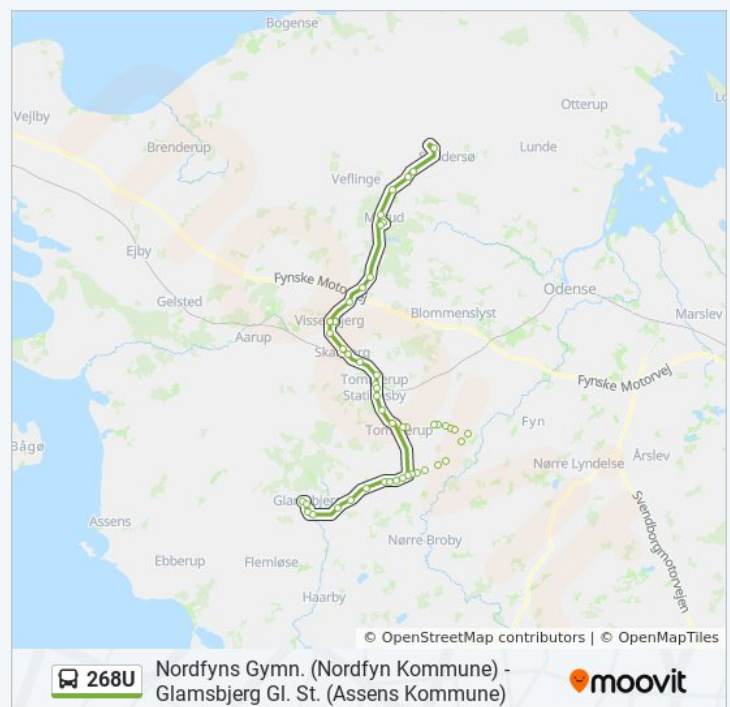 Bogense
Otterup
Vejlby
Brenderup
Lunde
Veflinge
Ejby
Fynske Motorvej
Odense
Gelsted
Blommenslyst
Marslev
Aarup
Tommerup
Fynske Motorvej
Fyn
Tommerup
Bågø
Nørre Lyndelse
Årslev
Svendborgmotorvejen
Assens
Nørre Broby
Ebberup
Flemløse
Haarby
© OpenStreetMap contributors | © OpenMapTiles
268U
Nordfyns Gymn. (Nordfyn Kommune) -
Glamsbjerg Gl. St. (Assens Kommune)
moovit